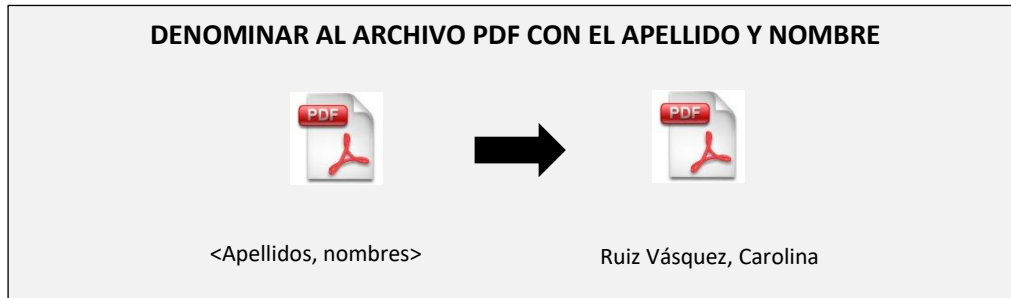 DENOMINAR AL ARCHIVO PDF CON EL APELLIDO Y NOMBRE
PDF
PDF
<Apellidos, nombres>
Ruiz Vásquez, Carolina